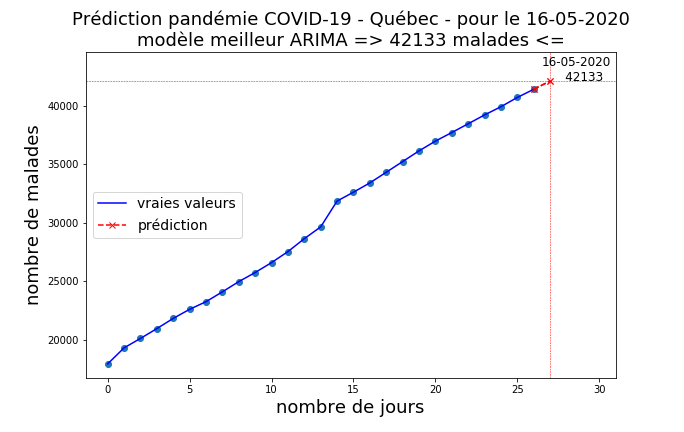 Prédiction pandémie COVID-19 - Québec - pour le 16-05-2020
modèle meilleur ARIMA => 42133 malades <=
16-05-2020
42133
40000
35000
30000
25000
20000
nombre de malades
vraies valeurs
prédiction
0 5 10 15 20 25 30
nombre de jours